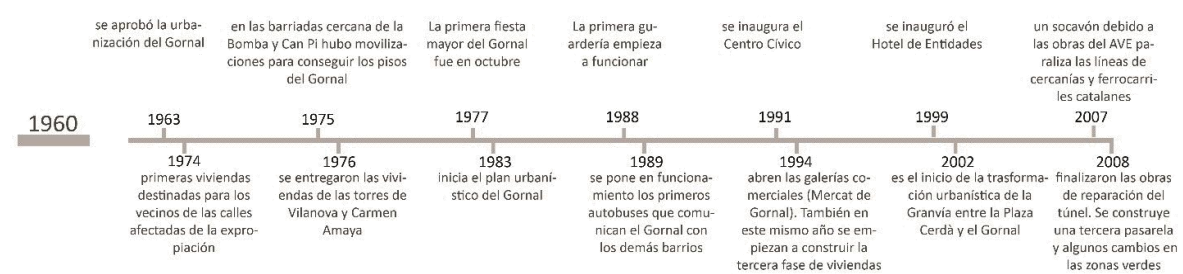 se aprobó la urba-
nización del Gornal
en las barriadas cercana de la
Bomba y Can Pi hubo moviliza-
ciones para conseguir los pisos
del Gornal
La primera fiesta
mayor del Gornal
fue en octubre
La primera gu-
ardería empieza
a funcionar
se inaugura el
Centro Cívico
se inauguró el
Hotel de Entidades
un socavón debido a
las obras del AVE pa-
raliza las líneas de
cercanías y ferrocarri-
les catalanes
1960
1963
1975
1977
1988
1991
1999
2007
1974
1976
1983
1989
1994
2002
2008
primeras viviendas
destinadas para los
vecinos de las calles
afectadas de la expro-
piación
se entregaron las vivi-
endas de las torres de
Vilanova y Carmen
Amaya
inicia el plan urbaní-
stico del Gornal
se pone en funciona-
miento los primeros
autobuses que comu-
nican el Gornal con
los demás barrios
abren las galerías co-
merciales (Mercat de
Gornal). También en
este mismo año se em-
piezan a construir la
tercera fase de viviendas
es el inicio de la trasforma-
ción urbanística de la
Granvía entre la Plaza
Cerdà y el Gornal
finalizaron las obras
de reparación del
túnel. Se construye
una tercera pasarela
y algunos cambios en
las zonas verdes